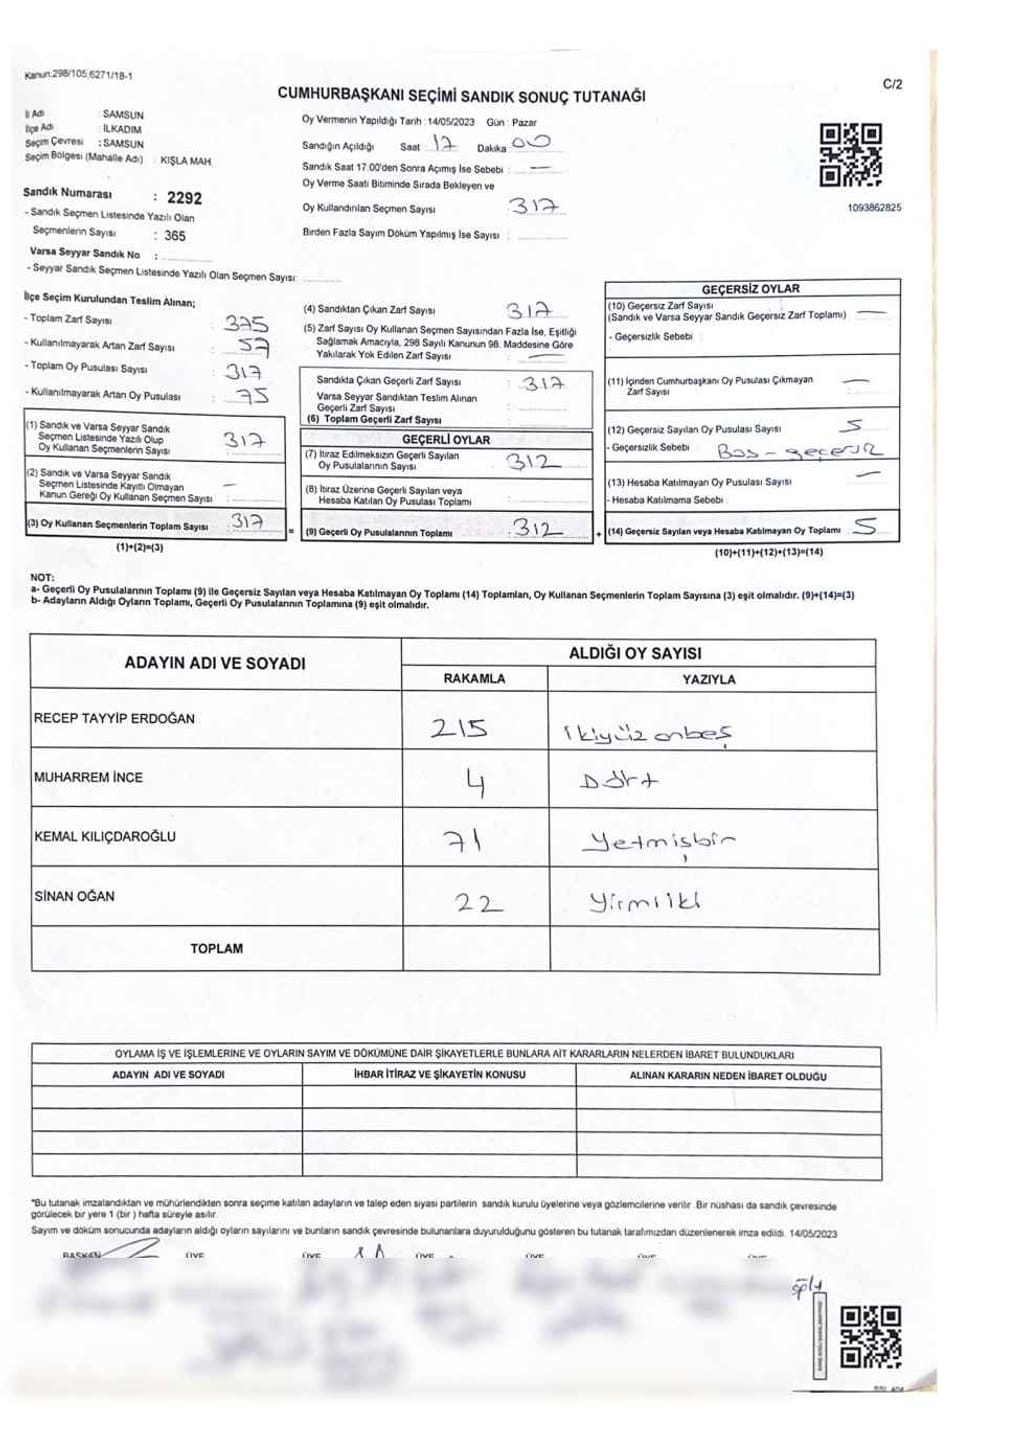 Kanun:298/105;6271/18-1
C/2
CUMHURBAŞKANI SEÇİMİ SANDIK SONUÇ TUTANAĞI
İl Adı : SAMSUN
İlçe Adı : İLKADIM
Seçim Çevresi : SAMSUN
Seçim Bölgesi (Mahalle Adı) : KIŞLA MAH.
Sandık Numarası : 2292
- Sandık Seçmen Listesinde Yazılı Olan
Seçmenlerin Sayısı : 365
Varsa Seyyar Sandık No :
- Seyyar Sandık Seçmen Listesinde Yazılı Olan Seçmen Sayısı:
Oy Vermenin Yapıldığı Tarih : 14/05/2023 Gün : Pazar
Sandığın Açıldığı Saat 17 Dakika 00
Sandık Saat 17:00'den Sonra Açımış İse Sebebi : —
Oy Verme Saati Bitiminde Sırada Bekleyen ve
Oy Kullandırılan Seçmen Sayısı : 317
Birden Fazla Sayım Döküm Yapılmış İse Sayısı :
1093862825
İlçe Seçim Kurulundan Teslim Alınan;
- Toplam Zarf Sayısı : 375
- Kullanılmayarak Artan Zarf Sayısı : 57
- Toplam Oy Pusulası Sayısı : 317
- Kullanılmayarak Artan Oy Pusulası : 75
(1) Sandık ve Varsa Seyyar Sandık
Seçmen Listesinde Yazılı Olup
Oy Kullanan Seçmenlerin Sayısı : 317
(2) Sandık ve Varsa Seyyar Sandık
Seçmen Listesinde Kayıtlı Olmayan
Kanun Gereği Oy Kullanan Seçmen Sayısı : —
(3) Oy Kullanan Seçmenlerin Toplam Sayısı : 317
(1)+(2)=(3)
(4) Sandıktan Çıkan Zarf Sayısı : 317
(5) Zarf Sayısı Oy Kullanan Seçmen Sayısından Fazla İse, Eşitliği
Sağlamak Amacıyla, 298 Sayılı Kanunun 98. Maddesine Göre
Yakılarak Yok Edilen Zarf Sayısı : —
Sandıkta Çıkan Geçerli Zarf Sayısı : 317
Varsa Seyyar Sandıktan Teslim Alınan
Geçerli Zarf Sayısı :
(6) Toplam Geçerli Zarf Sayısı :
GEÇERLİ OYLAR
(7) İtiraz Edilmeksizin Geçerli Sayılan
Oy Pusulalarının Sayısı : 312
(8) İtiraz Üzerine Geçerli Sayılan veya
Hesaba Katılan Oy Pusulası Toplamı :
= (9) Geçerli Oy Pusulalarının Toplamı : 312
GEÇERSİZ OYLAR
(10) Geçersiz Zarf Sayısı
(Sandık ve Varsa Seyyar Sandık Geçersiz Zarf Toplamı) : —
- Geçersizlik Sebebi :
(11) İçinden Cumhurbaşkanı Oy Pusulası Çıkmayan
Zarf Sayısı : —
(12) Geçersiz Sayılan Oy Pusulası Sayısı : 5
- Geçersizlik Sebebi : Boş - geçersiz
(13) Hesaba Katılmayan Oy Pusulası Sayısı : —
- Hesaba Katılmama Sebebi :
+ (14) Geçersiz Sayılan veya Hesaba Katılmayan Oy Toplamı : 5
(10)+(11)+(12)+(13)=(14)
NOT:
a- Geçerli Oy Pusulalarının Toplamı (9) ile Geçersiz Sayılan veya Hesaba Katılmayan Oy Toplamı (14) Toplamları, Oy Kullanan Seçmenlerin Toplam Sayısına (3) eşit olmalıdır. (9)+(14)=(3)
b- Adayların Aldığı Oyların Toplamı, Geçerli Oy Pusulalarının Toplamına (9) eşit olmalıdır.
ADAYIN ADI VE SOYADI
ALDIĞI OY SAYISI
RAKAMLA YAZIYLA
RECEP TAYYİP ERDOĞAN 215 ikiyüz onbeş
MUHARREM İNCE 4 Dört
KEMAL KILIÇDAROĞLU 71 yetmişbir
SİNAN OĞAN 22 yirmiiki
TOPLAM
OYLAMA İŞ VE İŞLEMLERİNE VE OYLARIN SAYIM VE DÖKÜMÜNE DAİR ŞİKAYETLERLE BUNLARA AİT KARARLARIN NELERDEN İBARET BULUNDUKLARI
ADAYIN ADI VE SOYADI İHBAR İTİRAZ VE ŞİKAYETİN KONUSU ALINAN KARARIN NEDEN İBARET OLDUĞU
*Bu tutanak imzalandıktan ve mühürlendikten sonra seçime katılan adayların ve talep eden siyasi partilerin sandık kurulu üyelerine veya gözlemcilerine verilir. Bir nüshası da sandık çevresinde
görülecek bir yere 1 (bir ) hafta süreyle asılır.
Sayım ve döküm sonucunda adayların aldığı oyların sayılarını ve bunların sandık çevresinde bulunanlara duyurulduğunu gösteren bu tutanak tarafımızdan düzenlenerek imza edildi. 14/05/2023
BAŞKAN ÜYE ÜYE ÜYE ÜYE ÜYE ÜYE